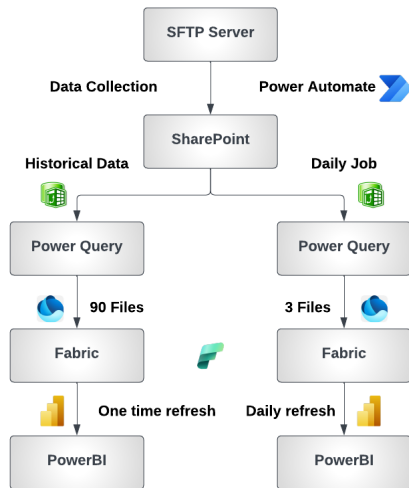 SFTP Server
Data Collection
Power Automate
SharePoint
Historical Data
Daily Job
Power Query
Power Query
90 Files
3 Files
Fabric
Fabric
One time refresh
Daily refresh
PowerBI
PowerBI